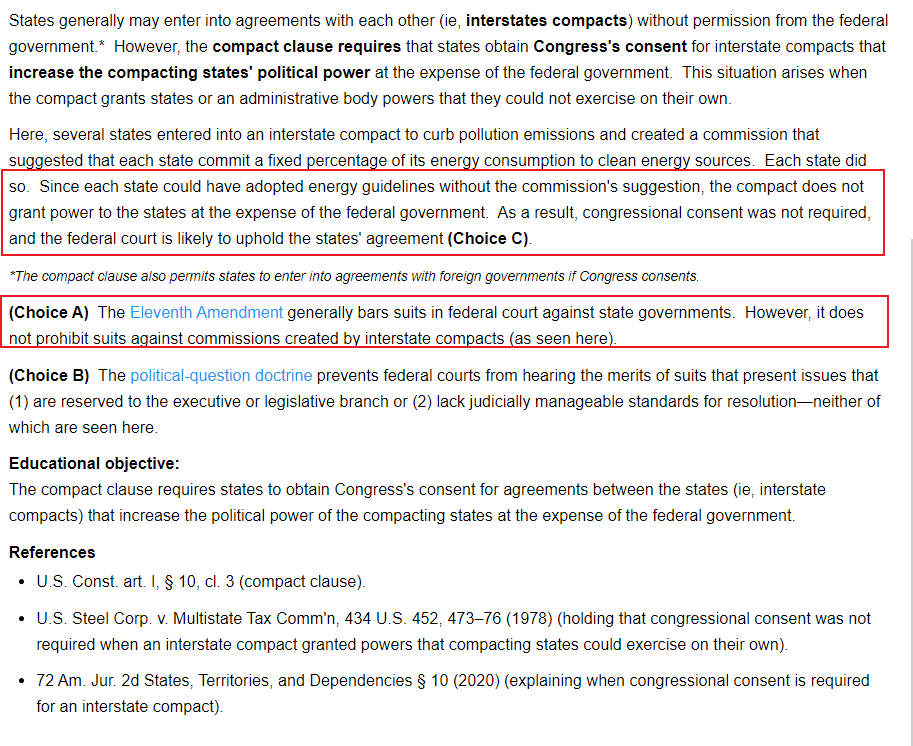 States generally may enter into agreements with each other (ie, interstates compacts) without permission from the federal
government.* However, the compact clause requires that states obtain Congress's consent for interstate compacts that
increase the compacting states' political power at the expense of the federal government. This situation arises when
the compact grants states or an administrative body powers that they could not exercise on their own.
Here, several states entered into an interstate compact to curb pollution emissions and created a commission that
suggested that each state commit a fixed percentage of its energy consumption to clean energy sources. Each state did
so. Since each state could have adopted energy guidelines without the commission's suggestion, the compact does not
grant power to the states at the expense of the federal government. As a result, congressional consent was not required,
and the federal court is likely to uphold the states' agreement (Choice C).
*The compact clause also permits states to enter into agreements with foreign governments if Congress consents.
(Choice A) The Eleventh Amendment generally bars suits in federal court against state governments. However, it does
not prohibit suits against commissions created by interstate compacts (as seen here).
(Choice B) The political-question doctrine prevents federal courts from hearing the merits of suits that present issues that
(1) are reserved to the executive or legislative branch or (2) lack judicially manageable standards for resolution—neither of
which are seen here.
Educational objective:
The compact clause requires states to obtain Congress's consent for agreements between the states (ie, interstate
compacts) that increase the political power of the compacting states at the expense of the federal government.
References
• U.S. Const. art. I, § 10, cl. 3 (compact clause).
• U.S. Steel Corp. v. Multistate Tax Comm'n, 434 U.S. 452, 473–76 (1978) (holding that congressional consent was not
required when an interstate compact granted powers that compacting states could exercise on their own).
• 72 Am. Jur. 2d States, Territories, and Dependencies § 10 (2020) (explaining when congressional consent is required
for an interstate compact).